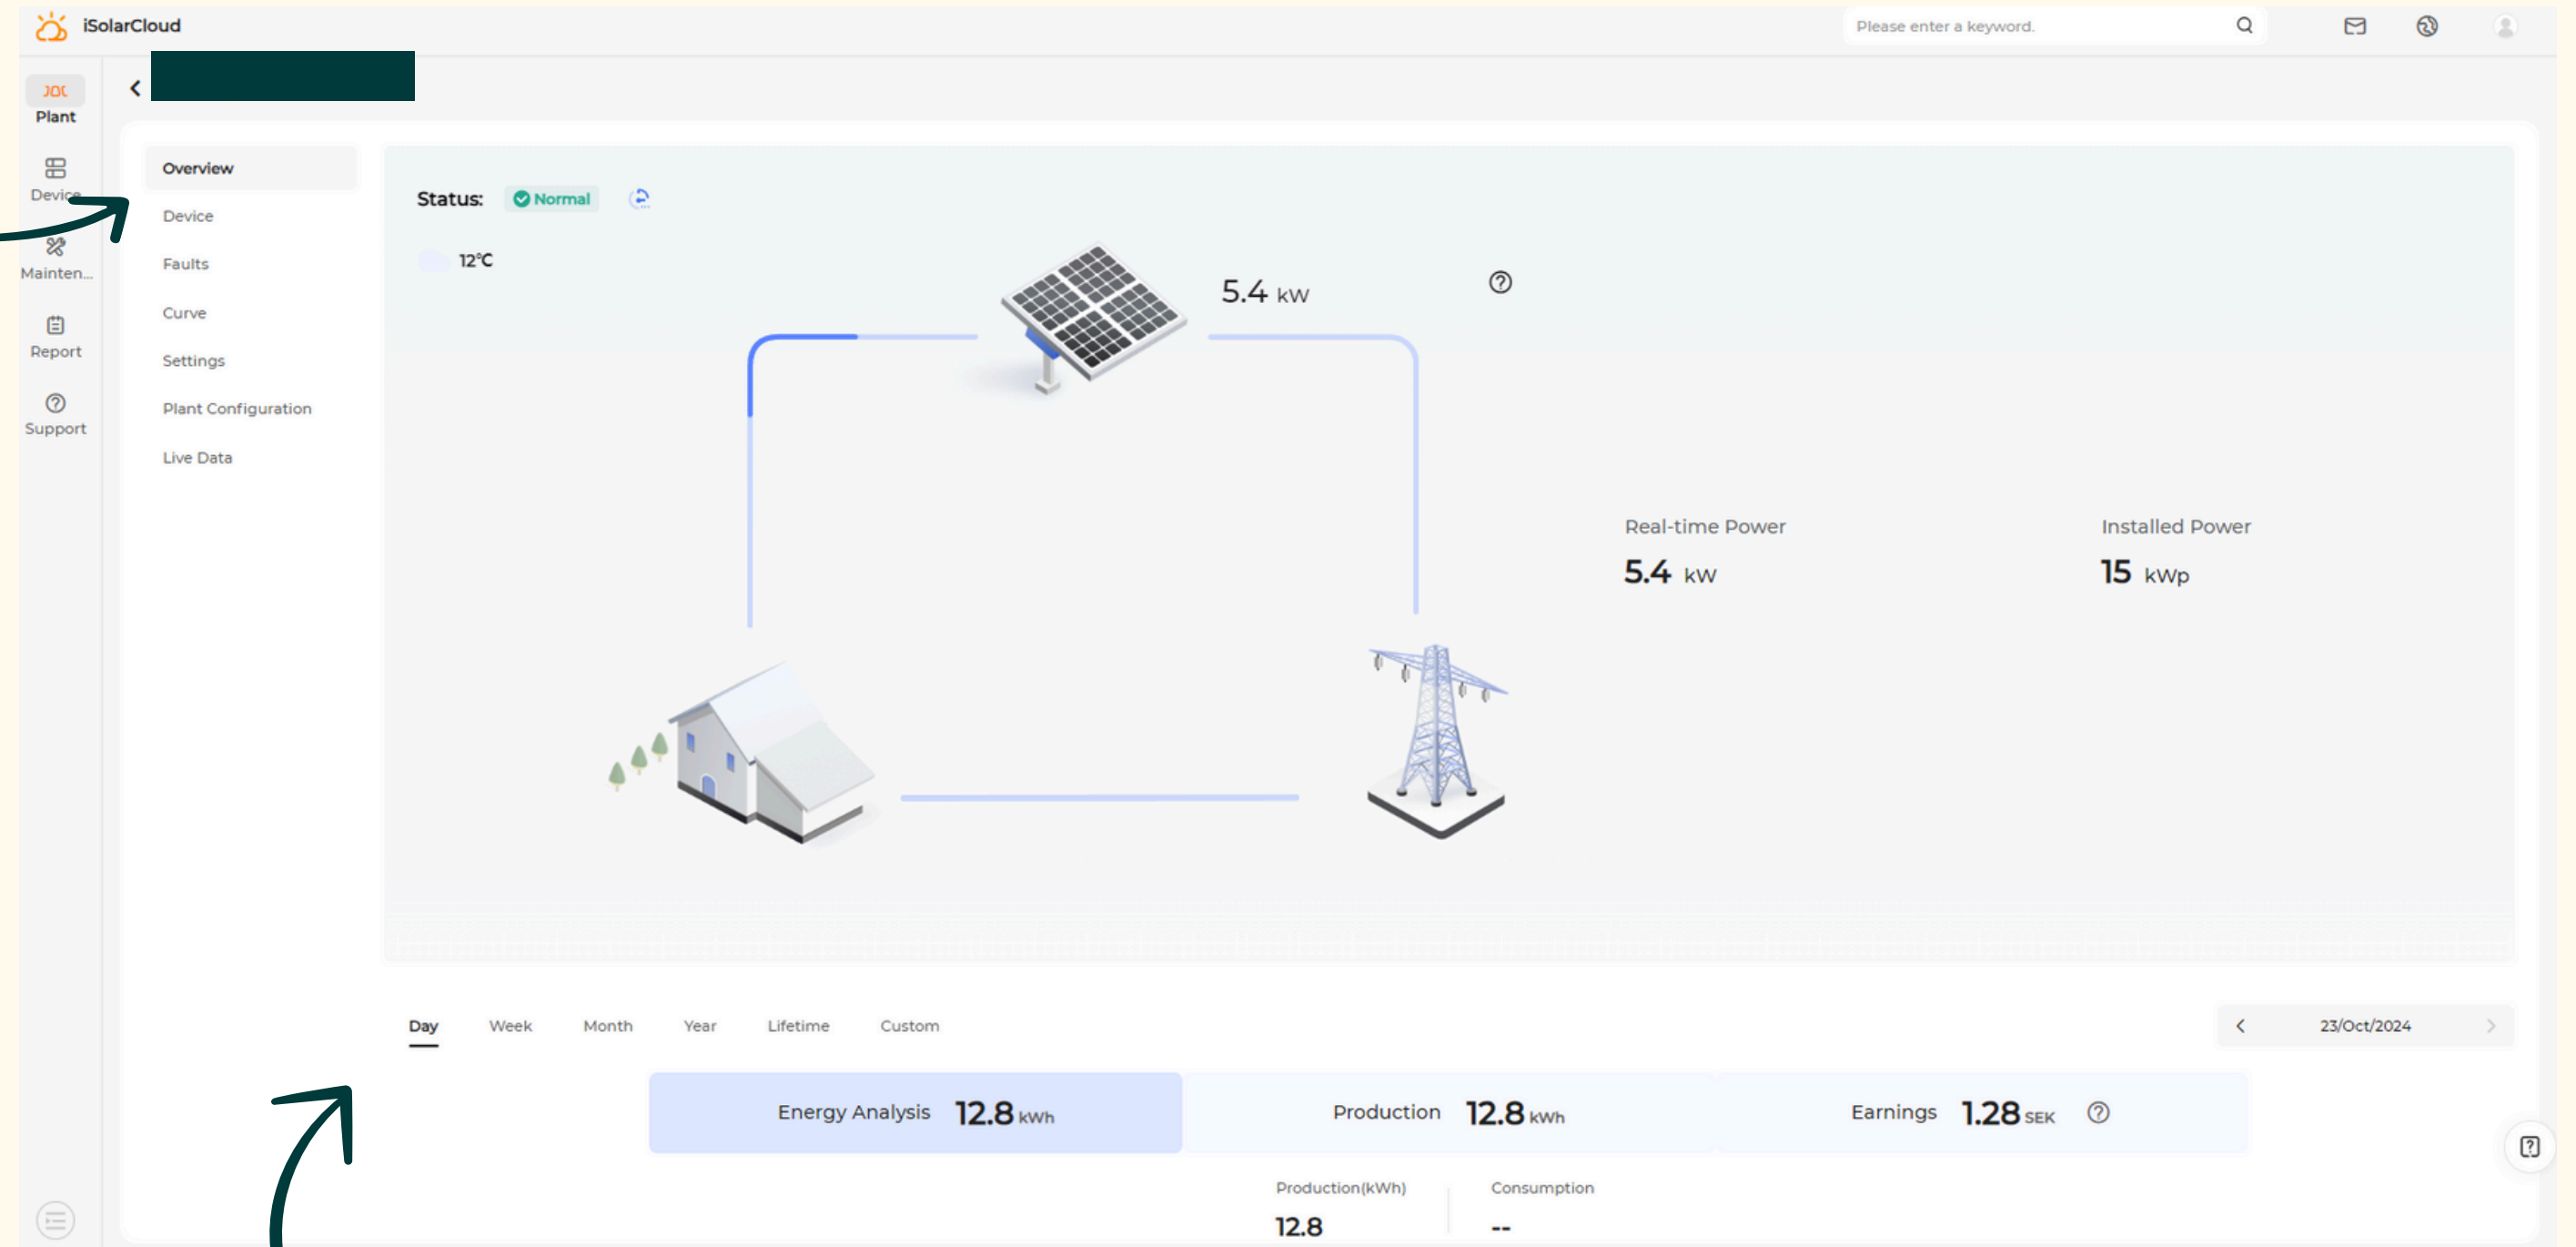 iSolarCloud
Please enter a keyword.
Plant
Device
Mainten...
Report
Support
Overview
Device
Faults
Curve
Settings
Plant Configuration
Live Data
Status: Normal
12°C
5.4 kW
Real-time Power
5.4 kW
Installed Power
15 kWp
Day Week Month Year Lifetime Custom
23/Oct/2024
Energy Analysis 12.8 kWh
Production 12.8 kWh
Earnings 1.28 SEK
Production(kWh)
12.8
Consumption
--